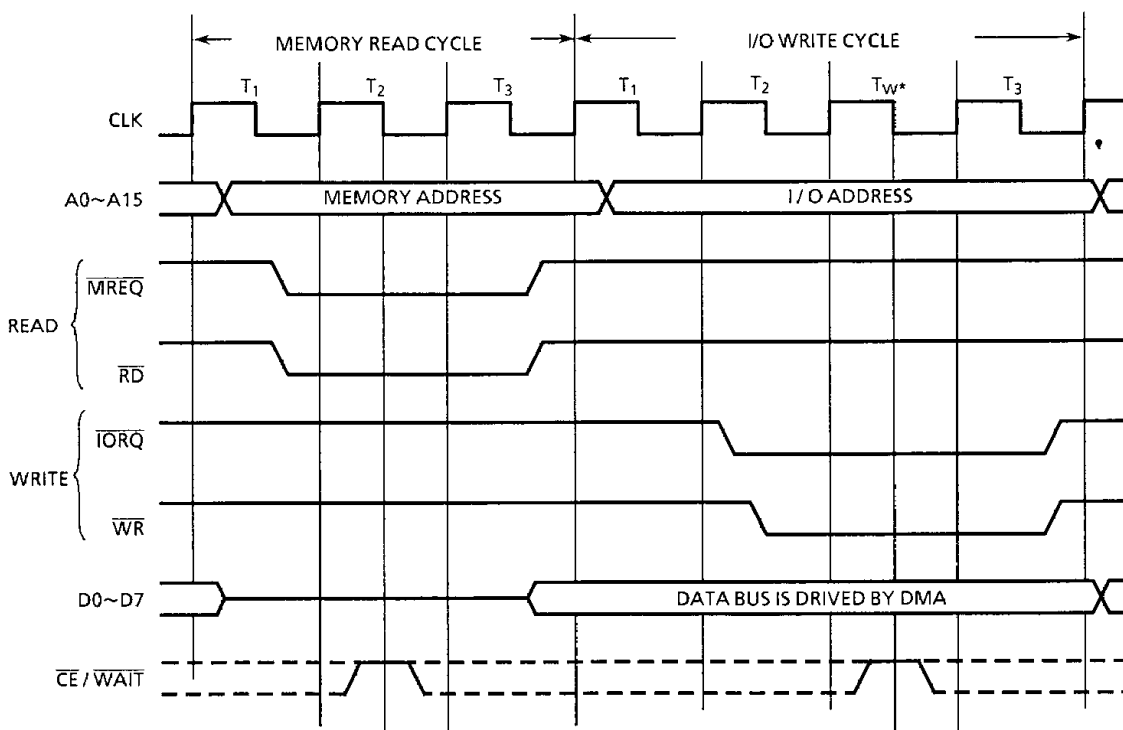 MEMORY READ CYCLE I/O WRITE CYCLE
T1 T2 T3 T1 T2 TW* T3
CLK
A0~A15 MEMORY ADDRESS I/O ADDRESS
MREQ
READ
RD
IORQ
WRITE
WR
D0~D7 DATA BUS IS DRIVED BY DMA
CE/WAIT